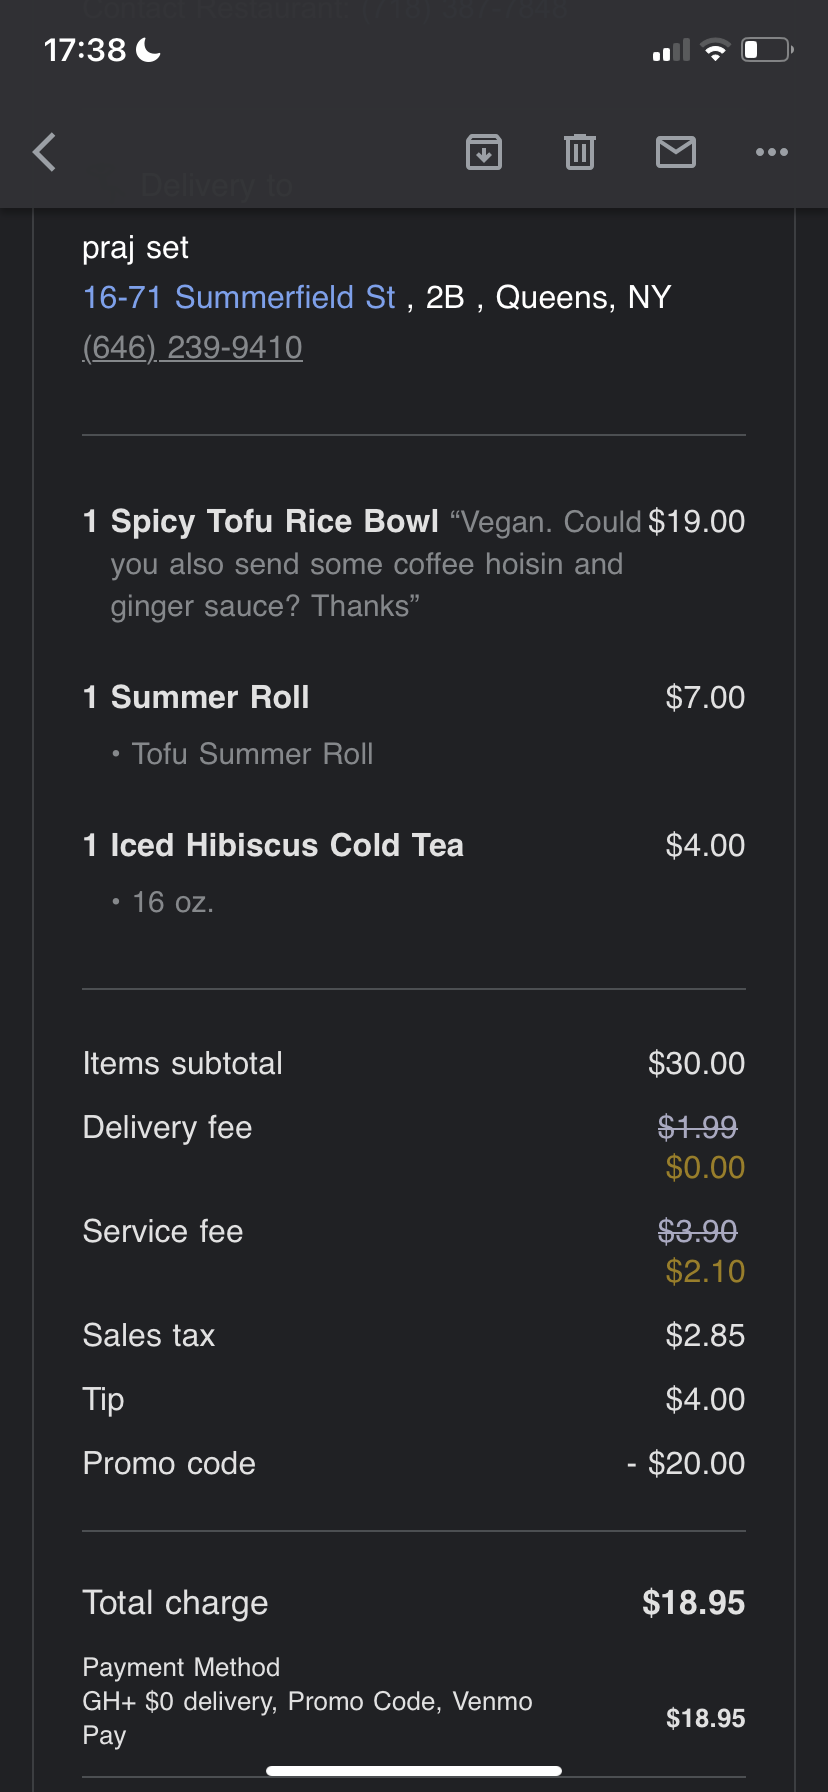 Contact Restaurant: (718) 387-7848
17:38
Delivery to
praj set
16-71 Summerfield St , 2B , Queens, NY
(646) 239-9410
1 Spicy Tofu Rice Bowl “Vegan. Could $19.00
you also send some coffee hoisin and
ginger sauce? Thanks”
1 Summer Roll $7.00
• Tofu Summer Roll
1 Iced Hibiscus Cold Tea $4.00
• 16 oz.
Items subtotal $30.00
Delivery fee $1.99
$0.00
Service fee $3.90
$2.10
Sales tax $2.85
Tip $4.00
Promo code - $20.00
Total charge $18.95
Payment Method
GH+ $0 delivery, Promo Code, Venmo
Pay $18.95